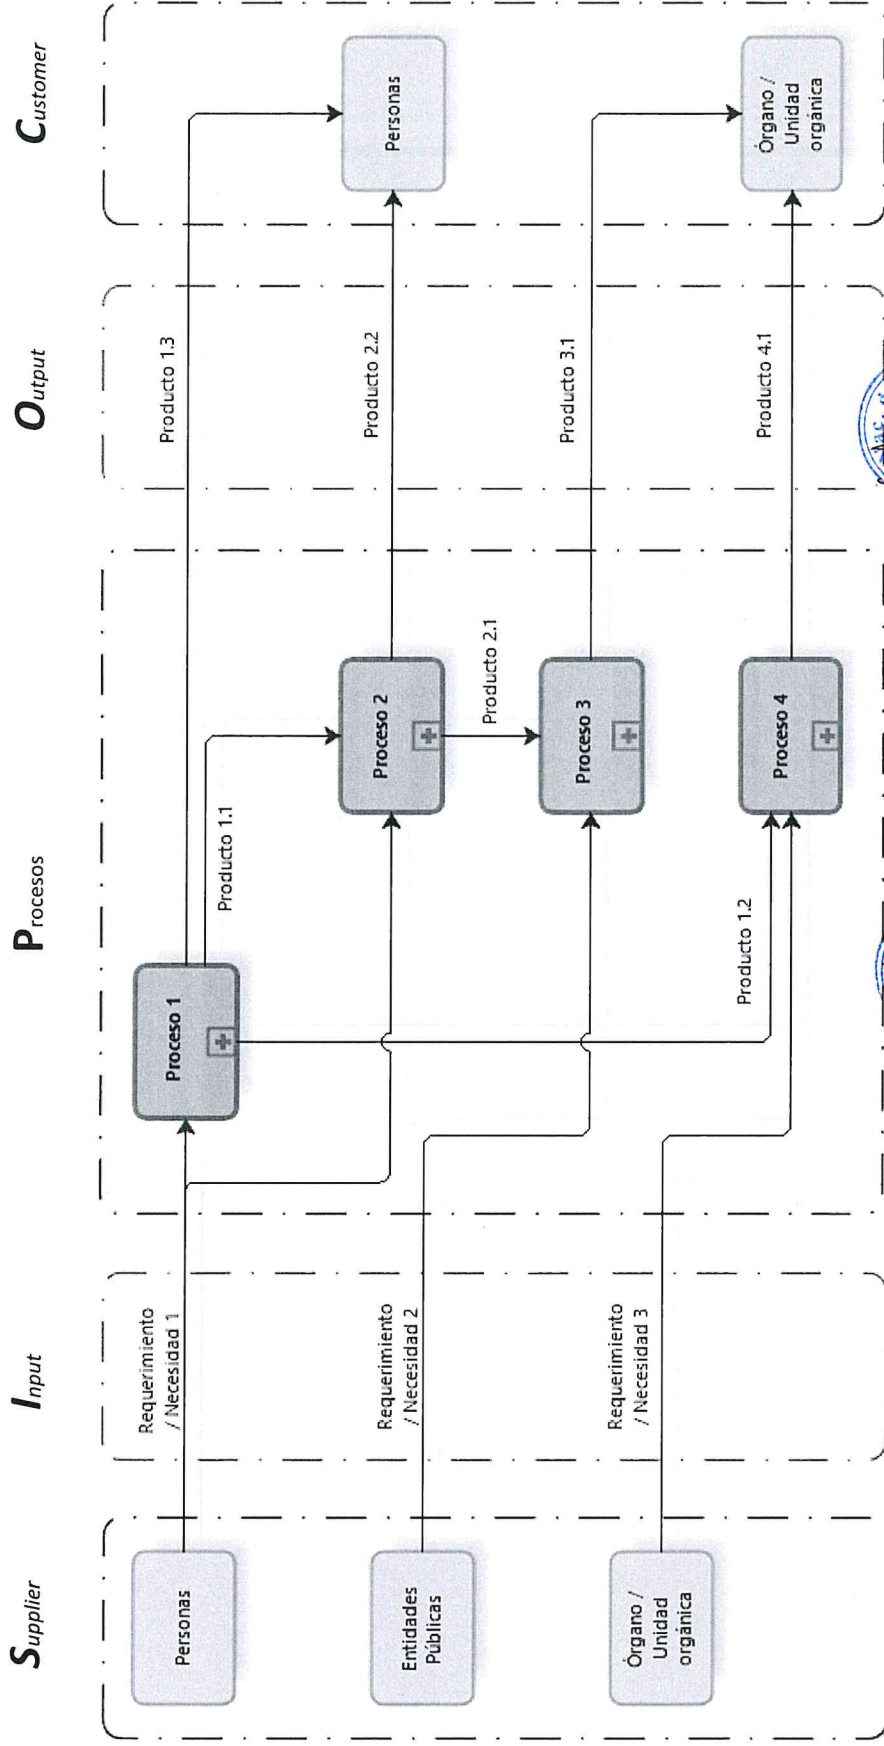 Supplier
Input
Procesos
Output
Customer
Personas
Requerimiento
/ Necesidad 1
Proceso 1
Producto 1.1
Producto 1.3
Personas
Entidades
Públicas
Requerimiento
/ Necesidad 2
Proceso 2
Producto 2.2
Producto 2.1
Proceso 3
Producto 3.1
Órgano /
Unidad
orgánica
Requerimiento
/ Necesidad 3
Producto 1.2
Proceso 4
Producto 4.1
Órgano /
Unidad
orgánica